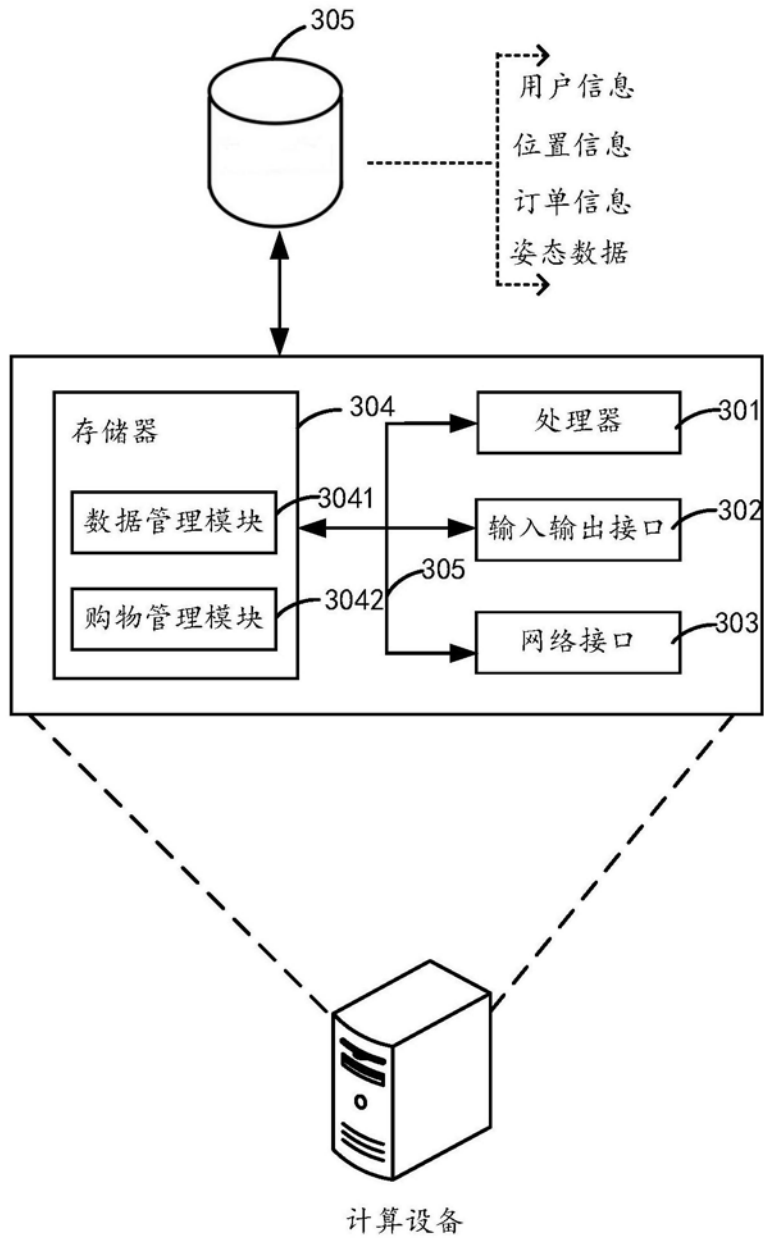 305
用户信息
位置信息
订单信息
姿态数据
304
存储器
3041
数据管理模块
3042
购物管理模块
305
处理器
301
输入输出接口
302
网络接口
303
计算设备